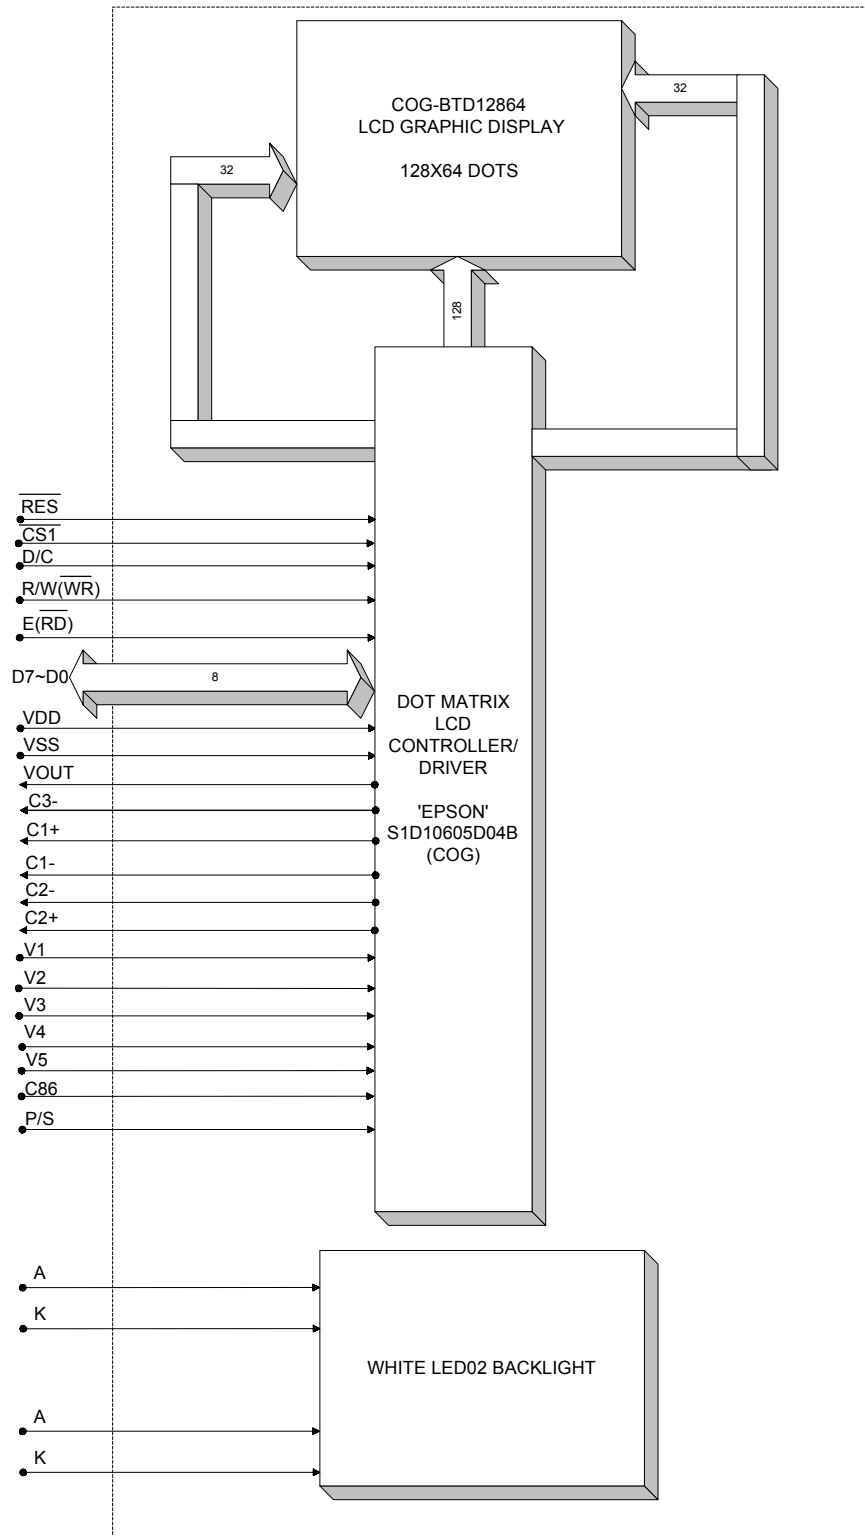 COG-BTD12864
LCD GRAPHIC DISPLAY
128X64 DOTS
32
32
128
RES
CS1
D/C
R/W(WR)
E(RD)
D7~D0
8
VDD
VSS
VOUT
C3-
C1+
C1-
C2-
C2+
V1
V2
V3
V4
V5
C86
P/S
DOT MATRIX
LCD
CONTROLLER/
DRIVER
'EPSON'
S1D10605D04B
(COG)
A
K
A
K
WHITE LED02 BACKLIGHT